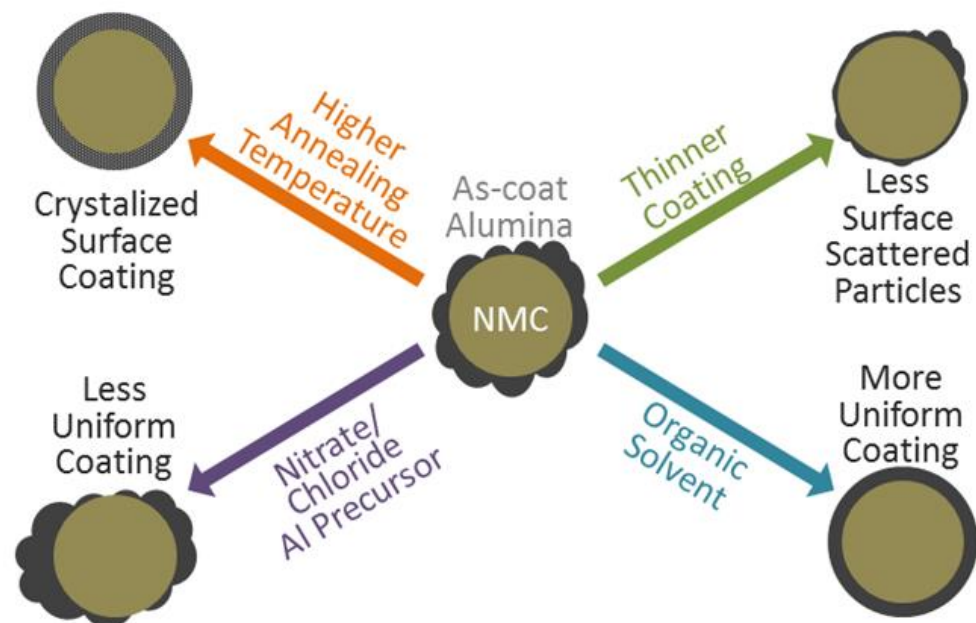 Higher
Annealing
Temperature
Crystalized
Surface
Coating
As-coat
Alumina
NMC
Thinner
Coating
Less
Surface
Scattered
Particles
Less
Uniform
Coating
Nitrate/
Chloride
Al Precursor
Organic
Solvent
More
Uniform
Coating